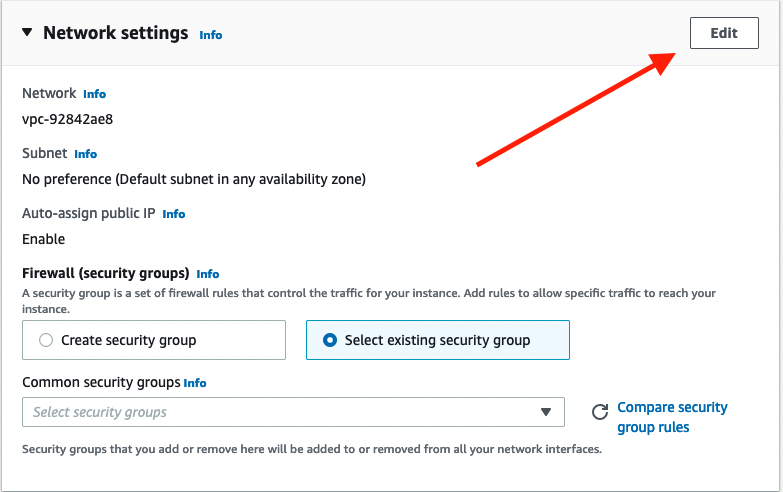 Network settings Info
Edit
Network Info
vpc-92842ae8
Subnet Info
No preference (Default subnet in any availability zone)
Auto-assign public IP Info
Enable
Firewall (security groups) Info
A security group is a set of firewall rules that control the traffic for your instance. Add rules to allow specific traffic to reach your
instance.
Create security group
Select existing security group
Common security groups Info
Select security groups
Compare security
group rules
Security groups that you add or remove here will be added to or removed from all your network interfaces.